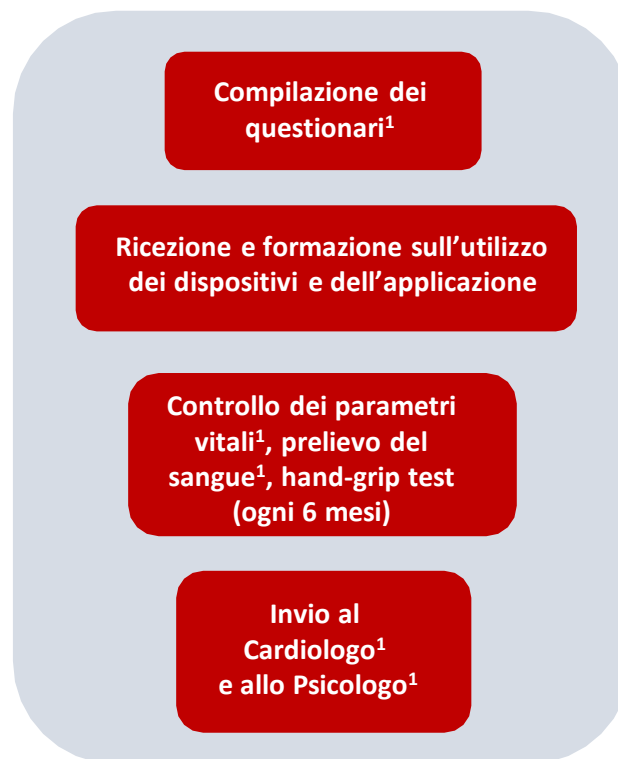 Compilazione dei
questionari¹
Ricezione e formazione sull’utilizzo
dei dispositivi e dell’applicazione
Controllo dei parametri
vitali¹, prelievo del
sangue¹, hand-grip test
(ogni 6 mesi)
Invio al
Cardiologo¹
e allo Psicologo¹